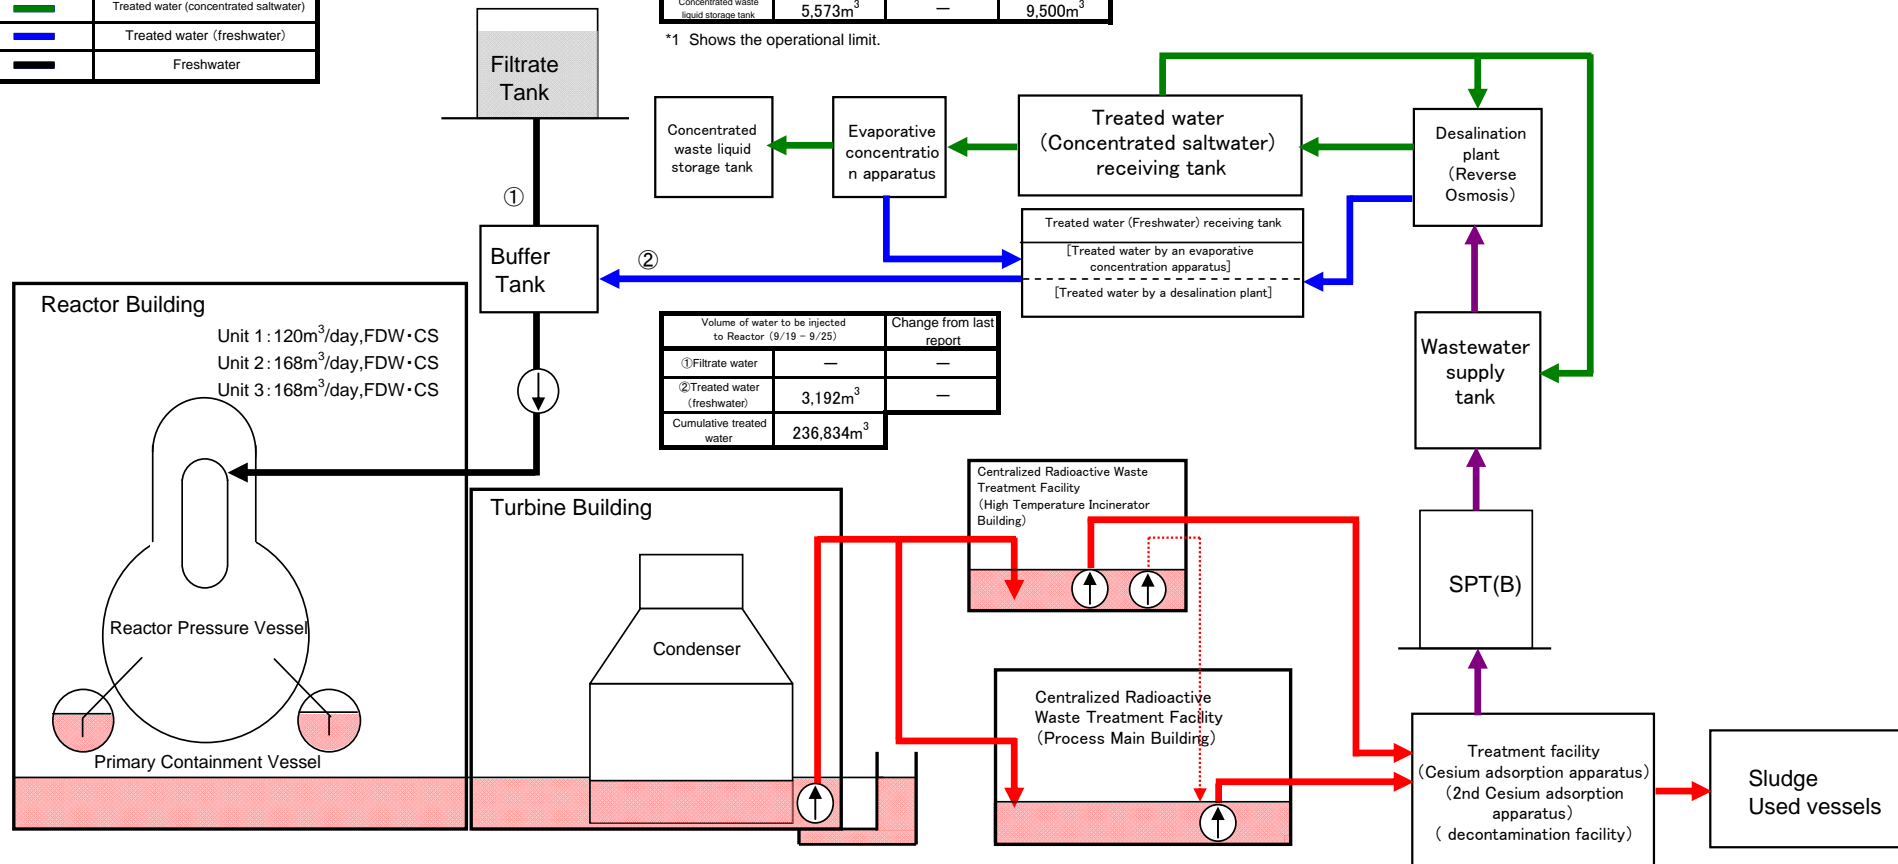 Treated water (concentrated saltwater)
Treated water (freshwater)
Freshwater
Concentrated waste
liquid storage tank
5,573m³
—
9,500m³
*1 Shows the operational limit.
Filtrate
Tank
①
Buffer
Tank
②
Concentrated
waste liquid
storage tank
Evaporative
concentratio
n apparatus
Treated water
(Concentrated saltwater)
receiving tank
Desalination
plant
(Reverse
Osmosis)
Treated water (Freshwater) receiving tank
[Treated water by an evaporative
concentration apparatus]
[Treated water by a desalination plant]
Wastewater
supply
tank
Reactor Building
Unit 1:120m³/day,FDW・CS
Unit 2:168m³/day,FDW・CS
Unit 3:168m³/day,FDW・CS
Volume of water to be injected
to Reactor (9/19 - 9/25)
Change from last
report
①Filtrate water
—
—
②Treated water
(freshwater)
3,192m³
—
Cumulative treated
water
236,834m³
Reactor Pressure Vessel
Primary Containment Vessel
Turbine Building
Condenser
Centralized Radioactive Waste
Treatment Facility
(High Temperature Incinerator
Building)
Centralized Radioactive
Waste Treatment Facility
(Process Main Building)
SPT(B)
Treatment facility
(Cesium adsorption apparatus)
(2nd Cesium adsorption
apparatus)
( decontamination facility)
Sludge
Used vessels